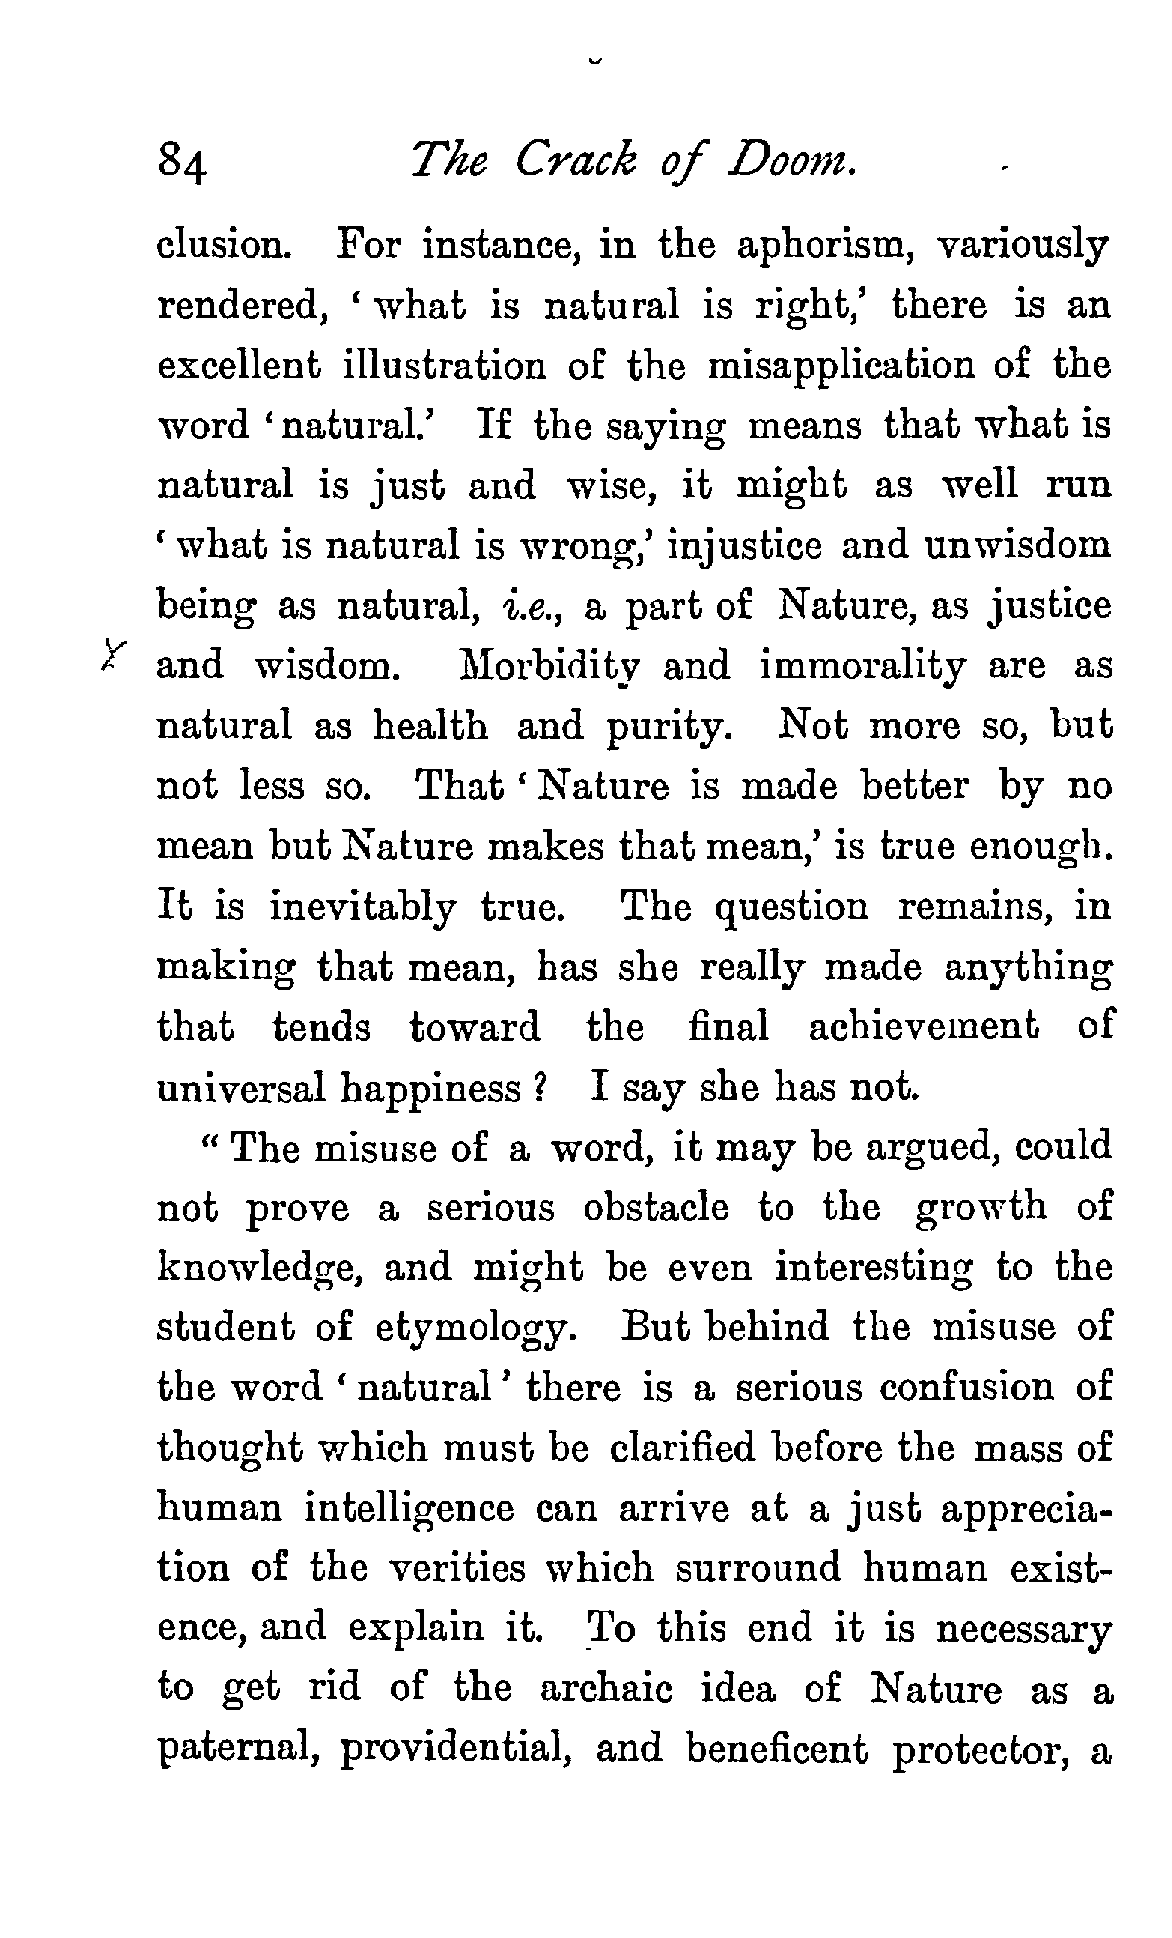 84 The Crack of Doom.
clusion. For instance, in the aphorism, variously
rendered, ‘ what is natural is right,’ there is an
excellent illustration of the misapplication of the
word ‘ natural.’ If the saying means that what is
natural is just and wise, it might as well run
‘ what is natural is wrong,’ injustice and unwisdom
being as natural, i.e., a part of Nature, as justice
and wisdom. Morbidity and immorality are as
natural as health and purity. Not more so, but
not less so. That ‘ Nature is made better by no
mean but Nature makes that mean,’ is true enough.
It is inevitably true. The question remains, in
making that mean, has she really made anything
that tends toward the final achievement of
universal happiness ? I say she has not.
“ The misuse of a word, it may be argued, could
not prove a serious obstacle to the growth of
knowledge, and might be even interesting to the
student of etymology. But behind the misuse of
the word ‘ natural ’ there is a serious confusion of
thought which must be clarified before the mass of
human intelligence can arrive at a just apprecia-
tion of the verities which surround human exist-
ence, and explain it. To this end it is necessary
to get rid of the archaic idea of Nature as a
paternal, providential, and beneficent protector, a